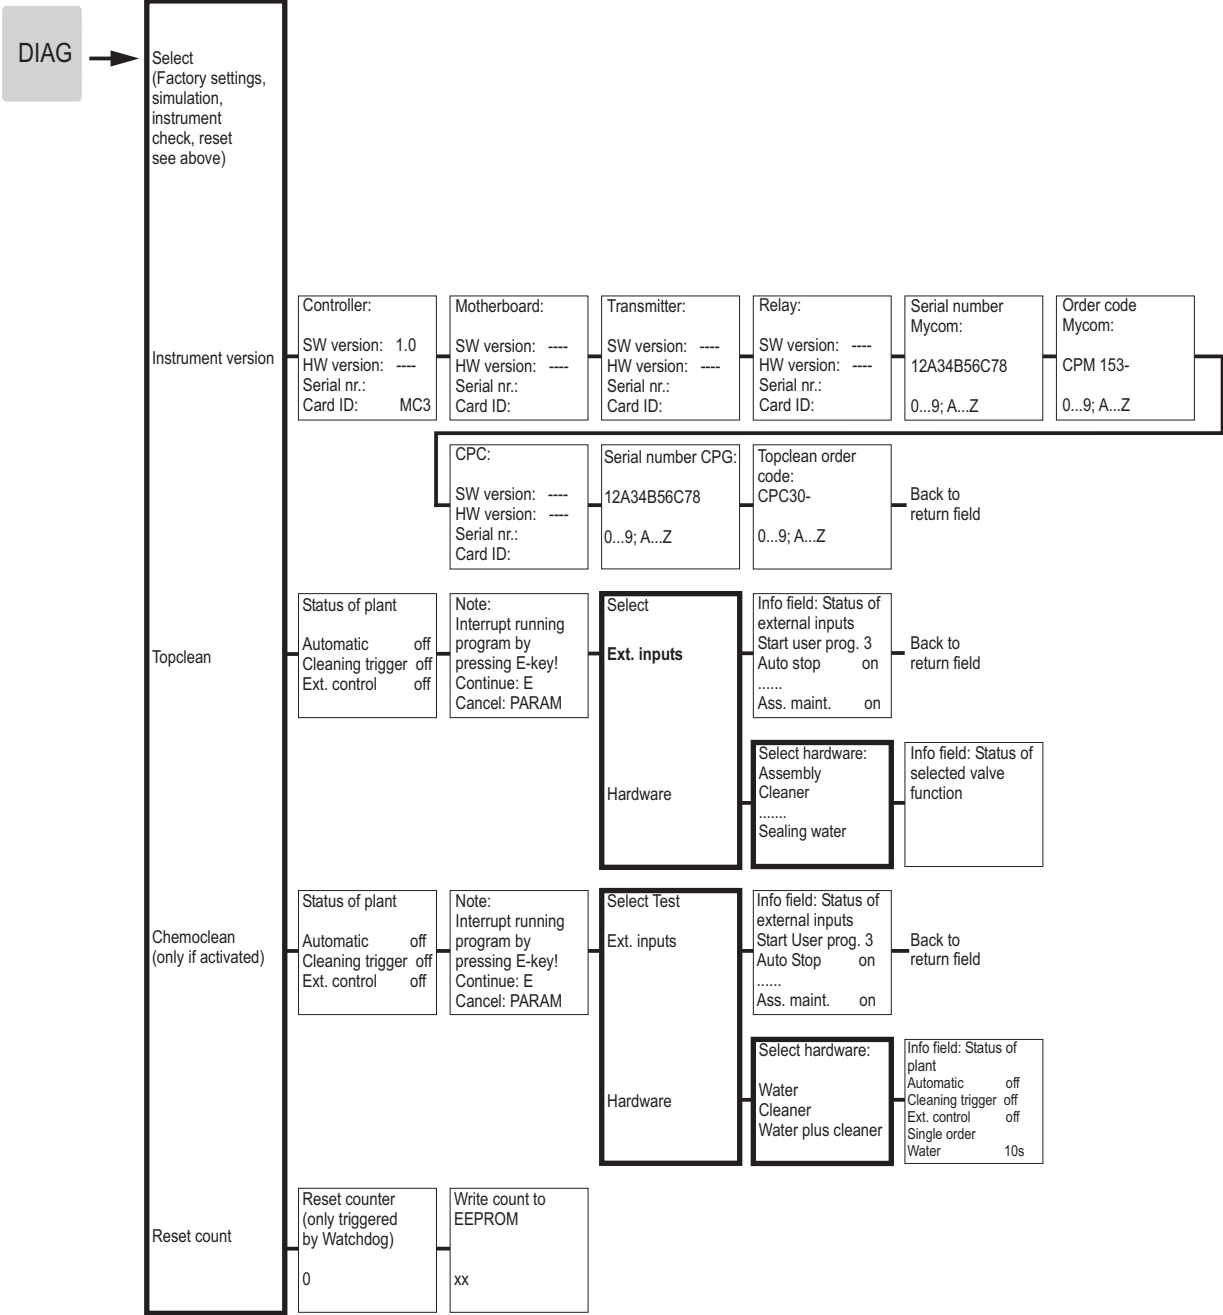 DIAG
Select
(Factory settings,
simulation,
instrument
check, reset
see above)
Instrument version
Controller:
SW version: 1.0
HW version: ----
Serial nr.:
Card ID: MC3
Motherboard:
SW version: ----
HW version: ----
Serial nr.:
Card ID:
Transmitter:
SW version: ----
HW version: ----
Serial nr.:
Card ID:
Relay:
SW version: ----
HW version: ----
Serial nr.:
Card ID:
Serial number
Mycom:
12A34B56C78
0...9; A...Z
Order code
Mycom:
CPM 153-
0...9; A...Z
CPC:
SW version: ----
HW version: ----
Serial nr.:
Card ID:
Serial number CPG:
12A34B56C78
0...9; A...Z
Topclean order
code:
CPC30-
0...9; A...Z
Back to
return field
Topclean
Status of plant
Automatic off
Cleaning trigger off
Ext. control off
Note:
Interrupt running
program by
pressing E-key!
Continue: E
Cancel: PARAM
Select
Ext. inputs
Hardware
Info field: Status of
external inputs
Start user prog. 3
Auto stop on
......
Ass. maint. on
Back to
return field
Select hardware:
Assembly
Cleaner
.......
Sealing water
Info field: Status of
selected valve
function
Chemoclean
(only if activated)
Status of plant
Automatic off
Cleaning trigger off
Ext. control off
Note:
Interrupt running
program by
pressing E-key!
Continue: E
Cancel: PARAM
Select Test
Ext. inputs
Hardware
Info field: Status of
external inputs
Start User prog. 3
Auto Stop on
......
Ass. maint. on
Back to
return field
Select hardware:
Water
Cleaner
Water plus cleaner
Info field: Status of
plant
Automatic off
Cleaning trigger off
Ext. control off
Single order
Water 10s
Reset count
Reset counter
(only triggered
by Watchdog)
0
Write count to
EEPROM
xx